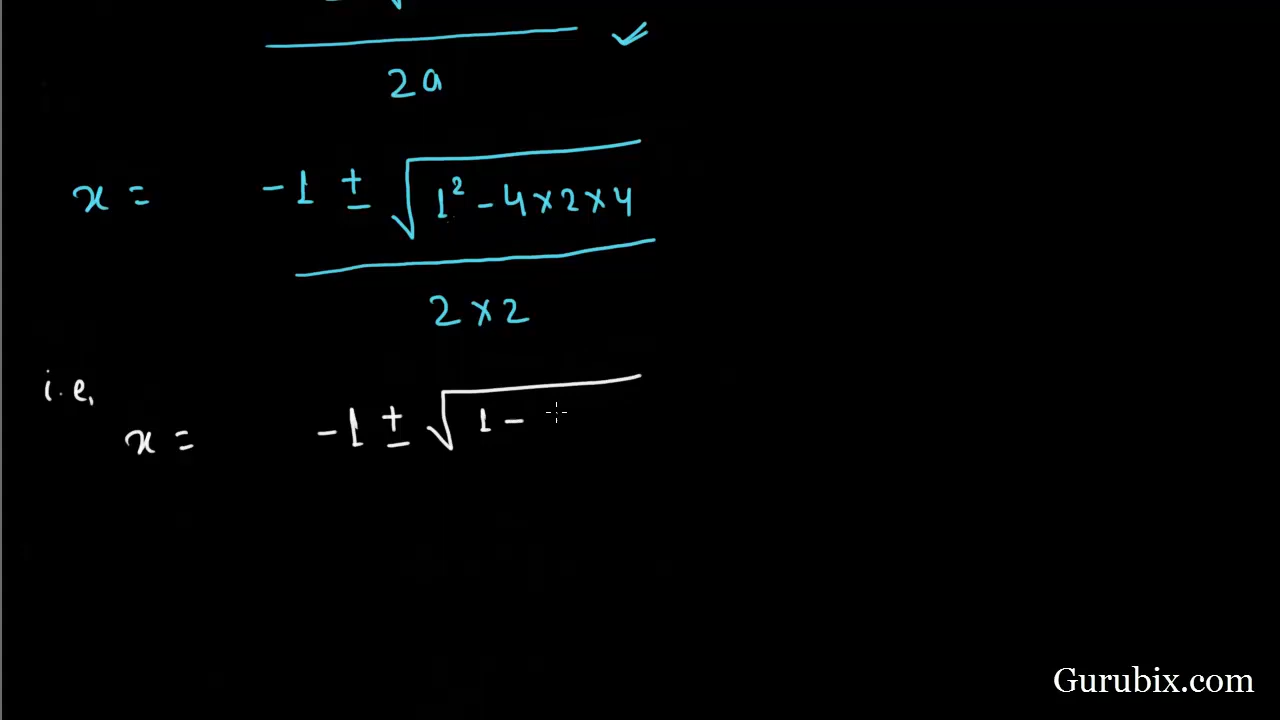 2a
x = -1 ± √1² - 4×2×4
2×2
i.e,
x = -1 ± √1 -
Gurubix.com